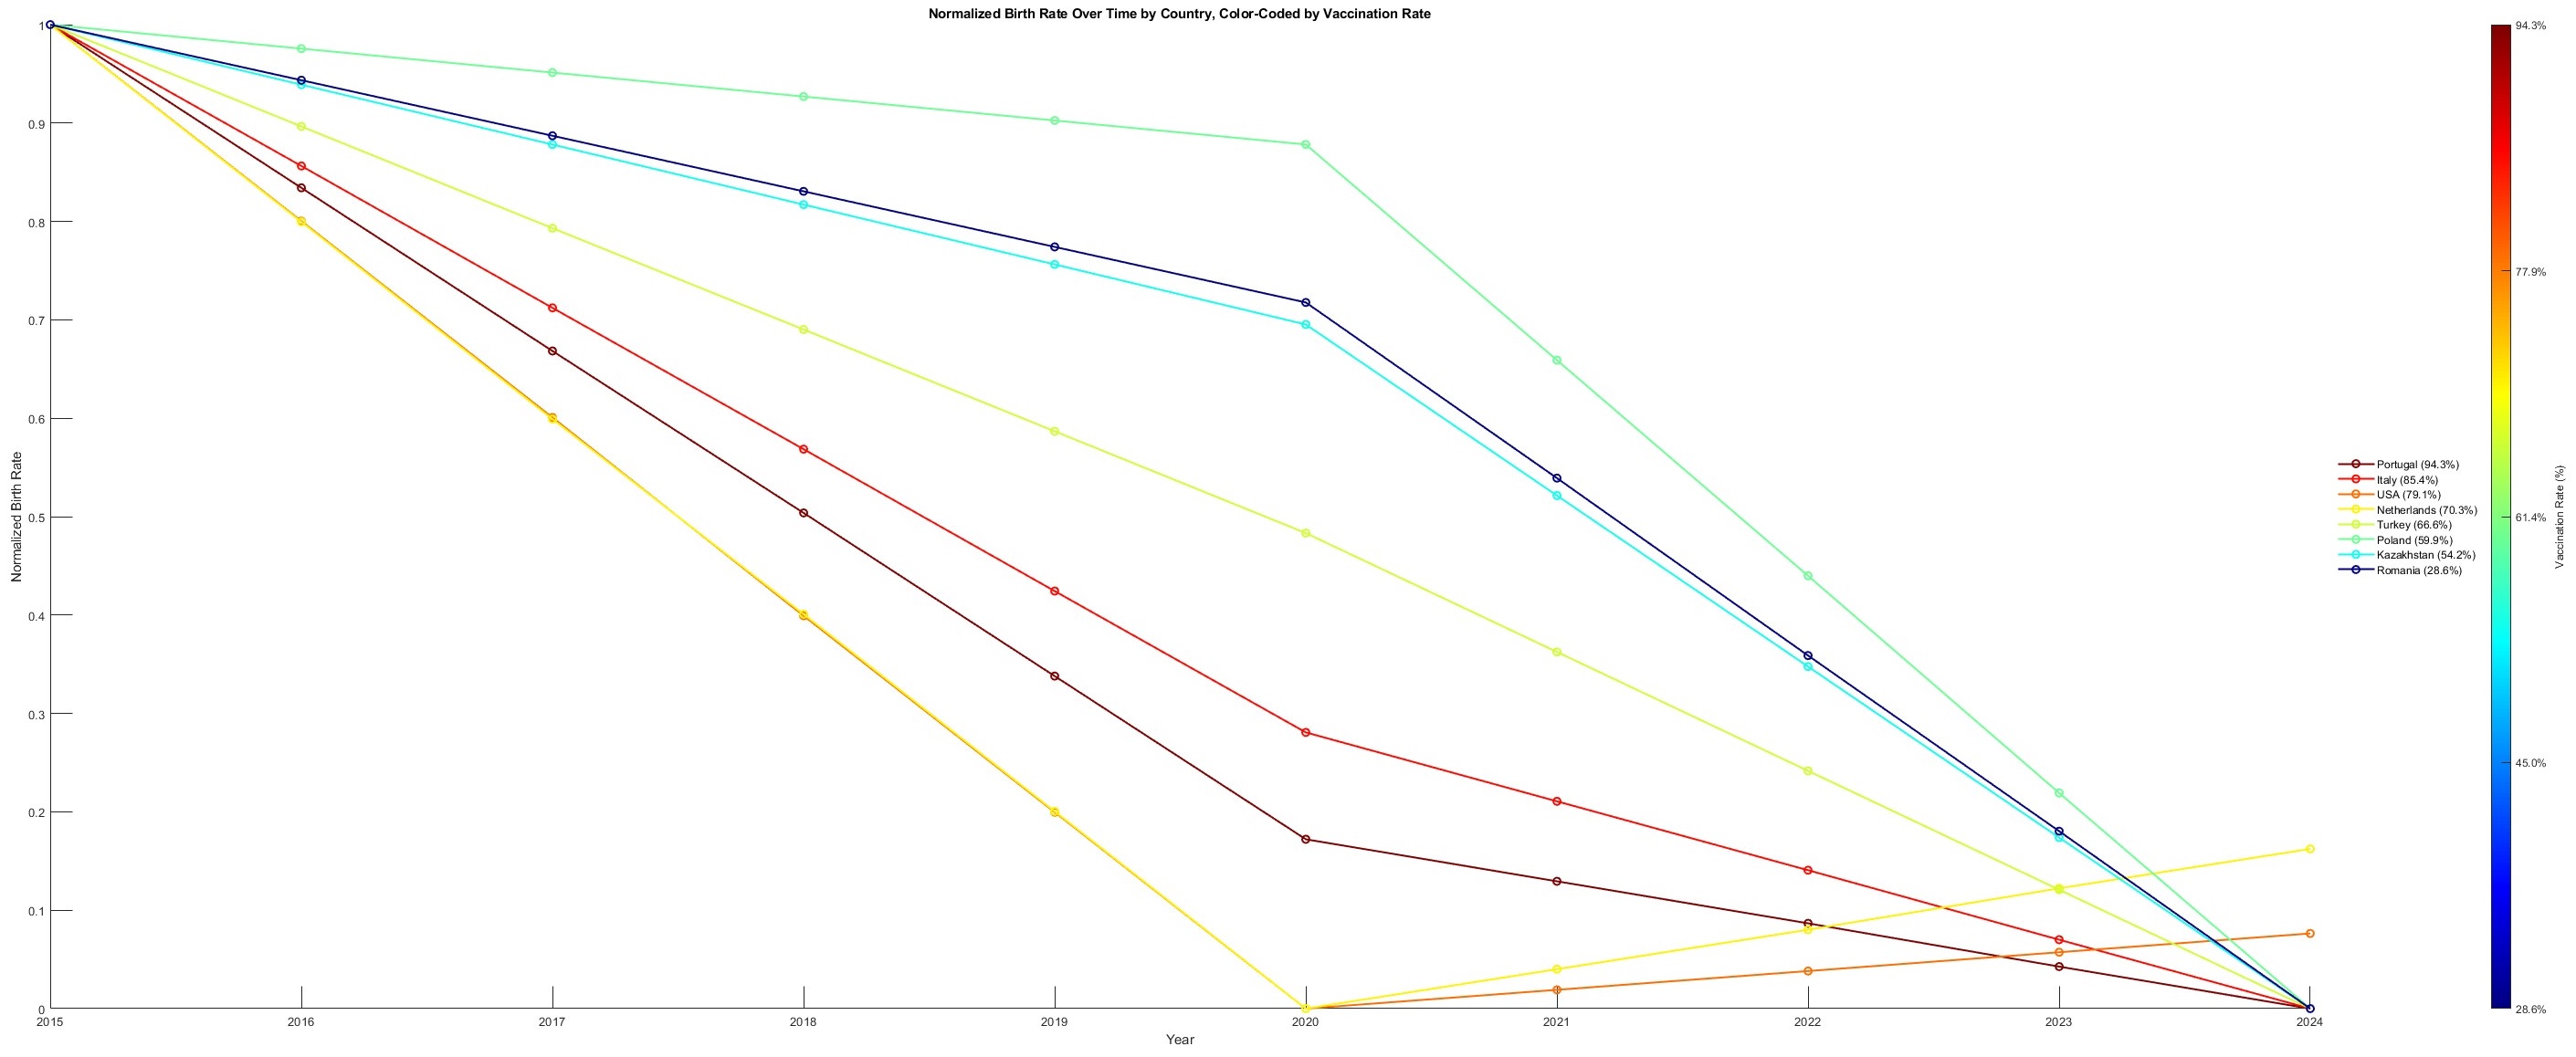 Normalized Birth Rate Over Time by Country, Color-Coded by Vaccination Rate
Normalized Birth Rate
1
0.9
0.8
0.7
0.6
0.5
0.4
0.3
0.2
0.1
0
2015
2016
2017
2018
2019
2020
2021
2022
2023
2024
Year
Portugal (94.3%)
Italy (85.4%)
USA (79.1%)
Netherlands (70.3%)
Turkey (66.6%)
Poland (59.9%)
Kazakhstan (54.2%)
Romania (28.6%)
94.3%
77.9%
61.4%
45.0%
28.6%
Vaccination Rate (%)